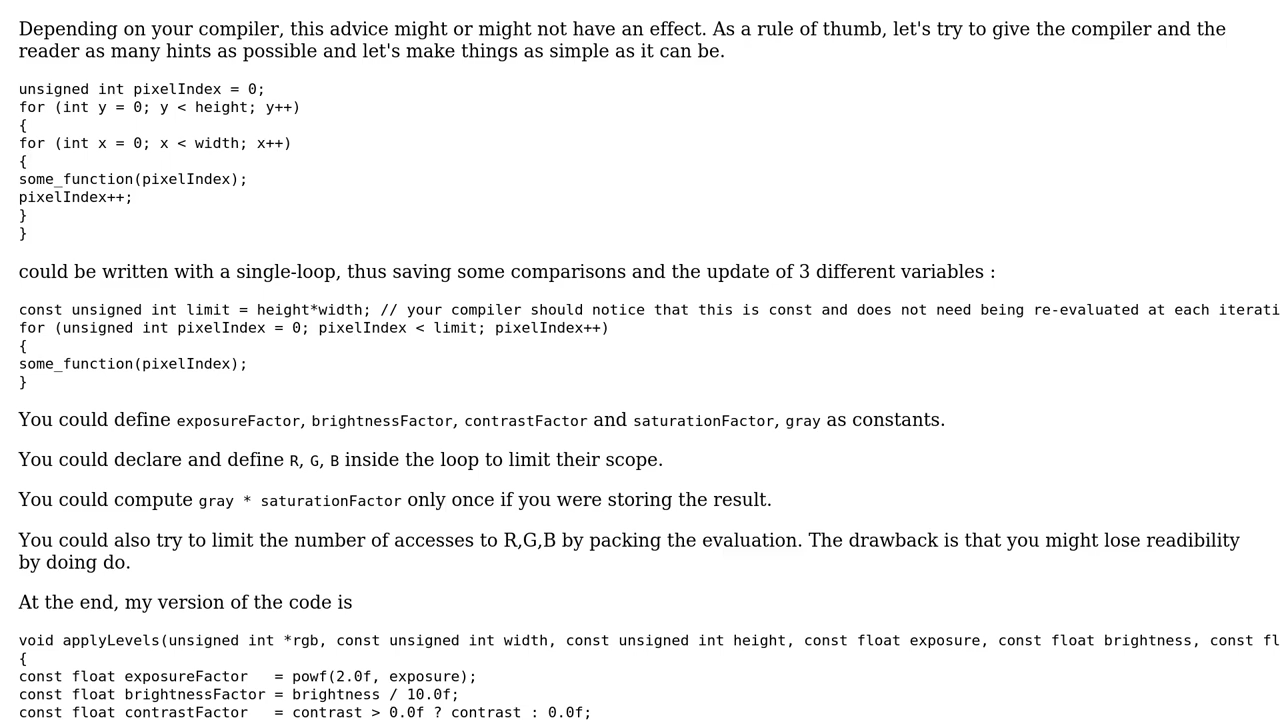 Depending on your compiler, this advice might or might not have an effect. As a rule of thumb, let's try to give the compiler and the
reader as many hints as possible and let's make things as simple as it can be.
unsigned int pixelIndex = 0;
for (int y = 0; y < height; y++)
{
for (int x = 0; x < width; x++)
{
some_function(pixelIndex);
pixelIndex++;
}
}
could be written with a single-loop, thus saving some comparisons and the update of 3 different variables :
const unsigned int limit = height*width; // your compiler should notice that this is const and does not need being re-evaluated at each iterati
for (unsigned int pixelIndex = 0; pixelIndex < limit; pixelIndex++)
{
some_function(pixelIndex);
}
You could define exposureFactor, brightnessFactor, contrastFactor and saturationFactor, gray as constants.
You could declare and define R, G, B inside the loop to limit their scope.
You could compute gray * saturationFactor only once if you were storing the result.
You could also try to limit the number of accesses to R,G,B by packing the evaluation. The drawback is that you might lose readibility
by doing do.
At the end, my version of the code is
void applyLevels(unsigned int *rgb, const unsigned int width, const unsigned int height, const float exposure, const float brightness, const fl
{
const float exposureFactor   = powf(2.0f, exposure);
const float brightnessFactor = brightness / 10.0f;
const float contrastFactor   = contrast > 0.0f ? contrast : 0.0f;